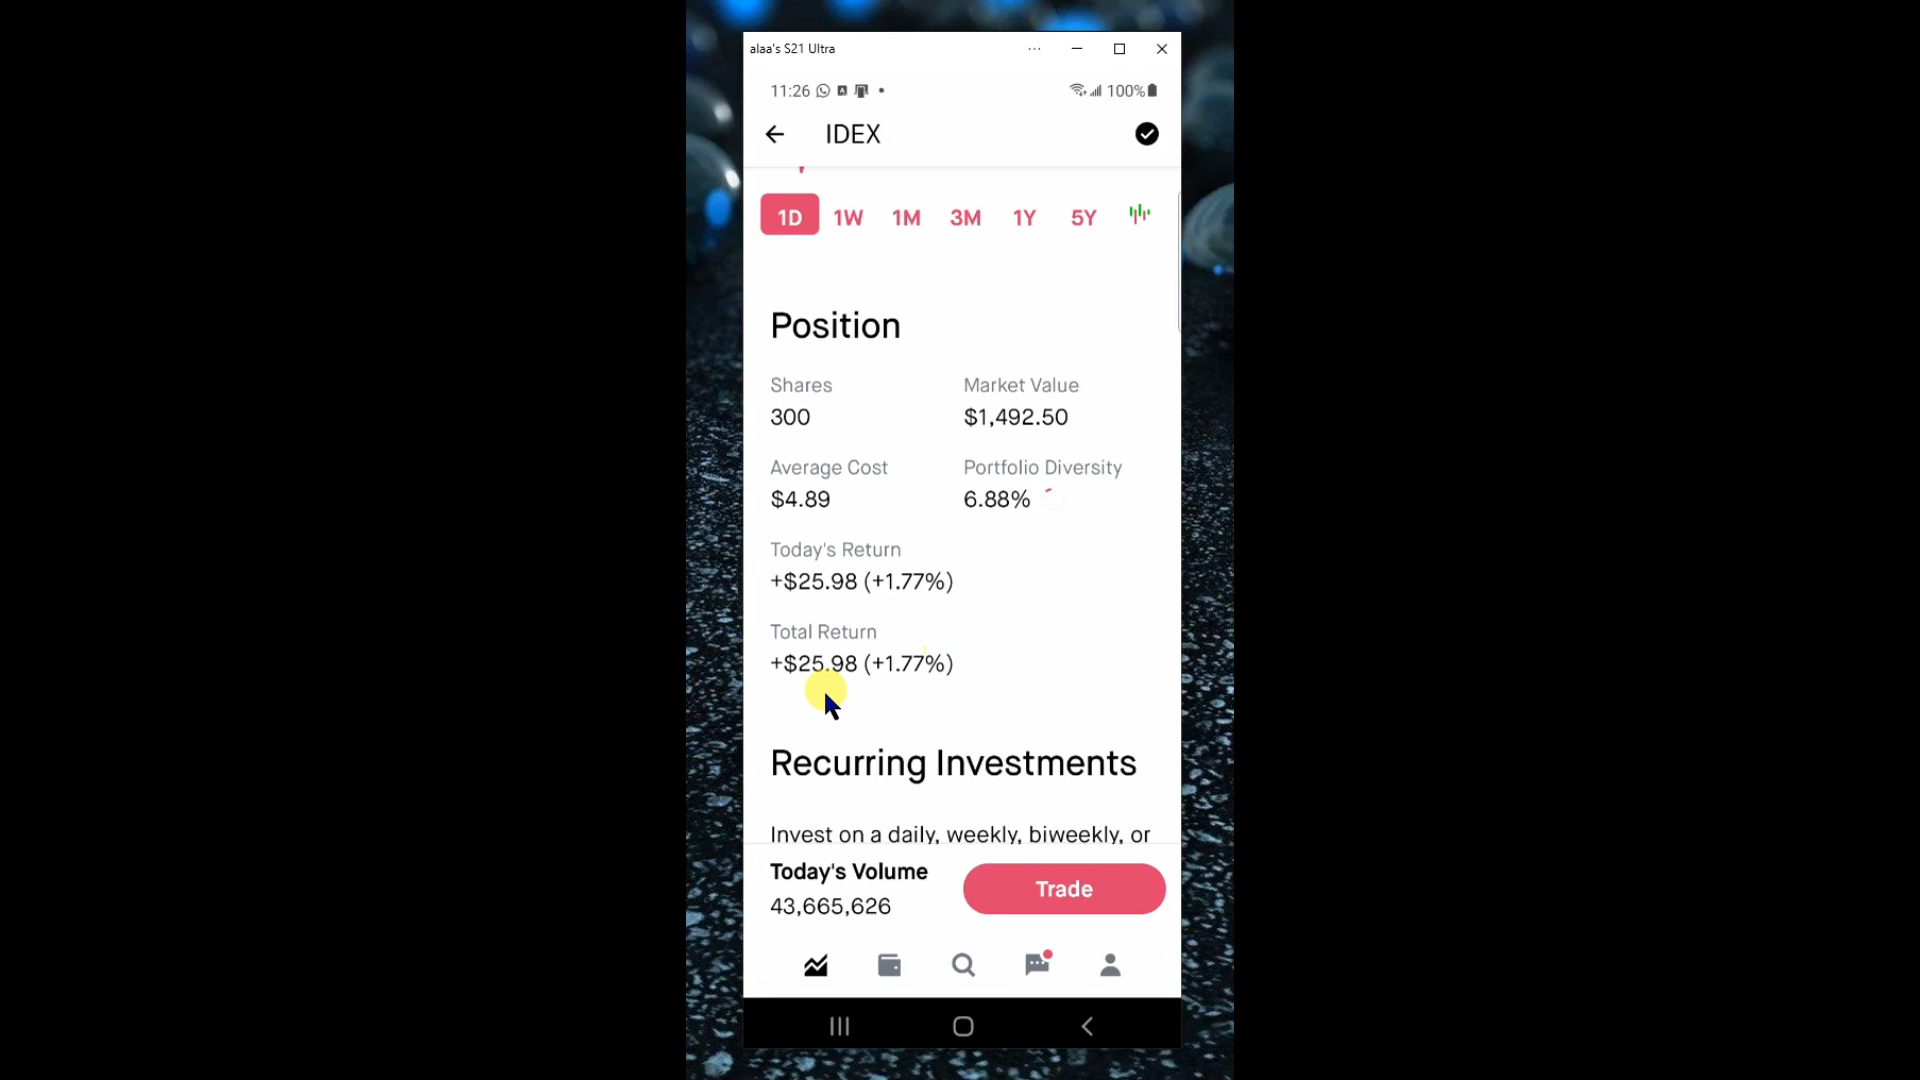 alaa's S21 Ultra
11:26 100%
IDEX
1D 1W 1M 3M 1Y 5Y
Position
Shares Market Value
300 $1,492.50
Average Cost Portfolio Diversity
$4.89 6.88%
Today's Return
+$25.98 (+1.77%)
Total Return
+$25.98 (+1.77%)
Recurring Investments
Invest on a daily, weekly, biweekly, or
Today's Volume Trade
43,665,626